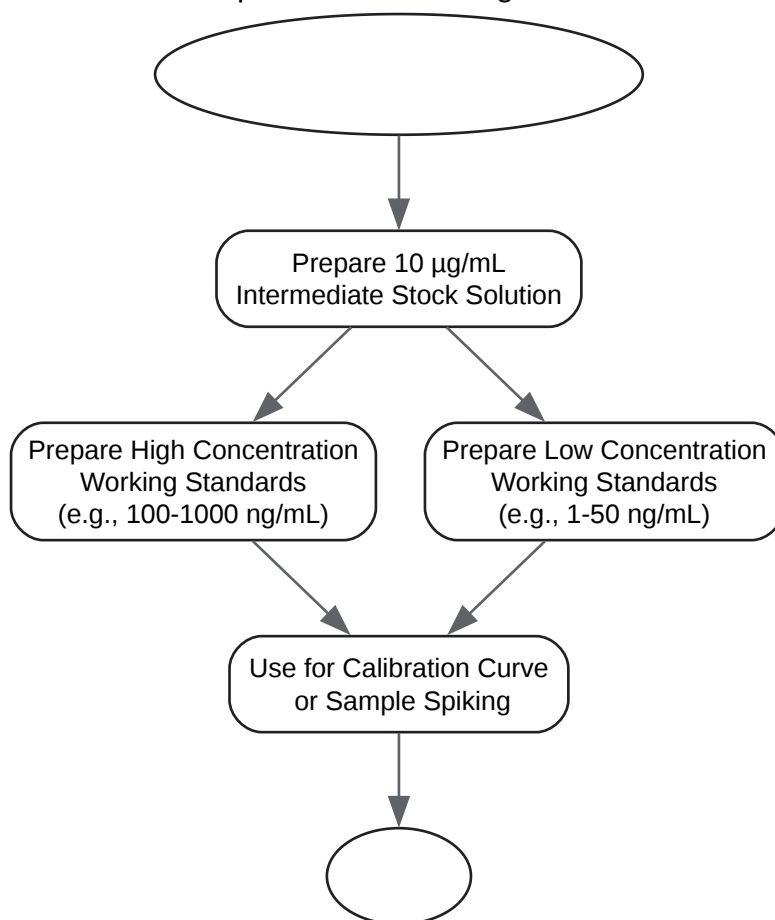 Prepare 10 µg/mL
Intermediate Stock Solution
Prepare High Concentration
Working Standards
(e.g., 100-1000 ng/mL)
Prepare Low Concentration
Working Standards
(e.g., 1-50 ng/mL)
Use for Calibration Curve
or Sample Spiking